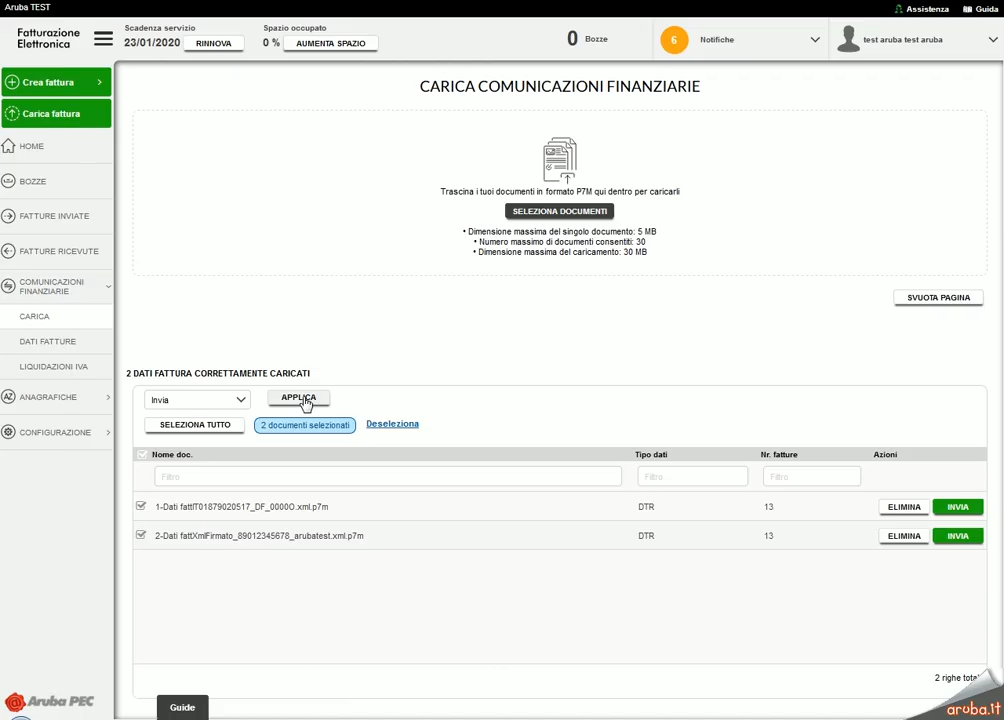 Aruba TEST
Assistenza
Guida
Fatturazione
Elettronica
Scadenza servizio
23/01/2020
RINNOVA
Spazio occupato
0 %
AUMENTA SPAZIO
0 Bozze
6
Notifiche
test aruba test aruba
Crea fattura
Carica fattura
HOME
BOZZE
FATTURE INVIATE
FATTURE RICEVUTE
COMUNICAZIONI
FINANZIARIE
CARICA
DATI FATTURE
LIQUIDAZIONI IVA
AZ ANAGRAFICHE
CONFIGURAZIONE
CARICA COMUNICAZIONI FINANZIARIE
Trascina i tuoi documenti in formato P7M qui dentro per caricarli
SELEZIONA DOCUMENTI
• Dimensione massima del singolo documento: 5 MB
• Numero massimo di documenti consentiti: 30
• Dimensione massima del caricamento: 30 MB
SVUOTA PAGINA
2 DATI FATTURA CORRETTAMENTE CARICATI
Invia
APPLICA
SELEZIONA TUTTO
2 documenti selezionati
Deseleziona
Nome doc. Tipo dati Nr. fatture Azioni
Filtro Filtro Filtro
1-Dati fattIT01879020517_DF_0000O.xml.p7m DTR 13 ELIMINA INVIA
2-Dati fattXmlFirmato_89012345678_arubatest.xml.p7m DTR 13 ELIMINA INVIA
2 righe
Aruba PEC
Guide
aruba.it